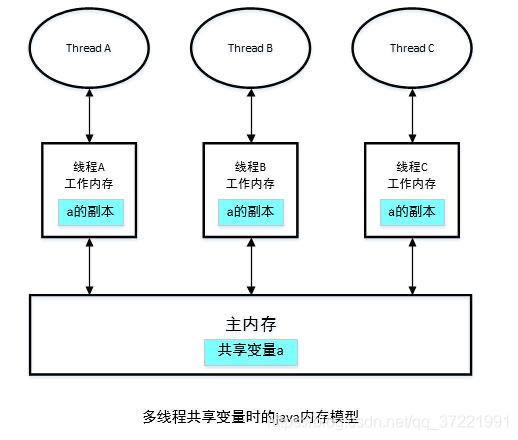 Thread A
Thread B
Thread C
线程A
工作内存
a的副本
线程B
工作内存
a的副本
线程C
工作内存
a的副本
主内存
共享变量a
多线程共享变量时的java内存模型
https://blog.csdn.net/qq_37221991